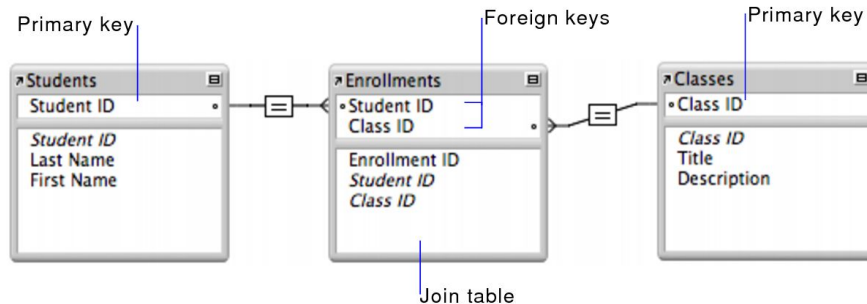 Primary key
Foreign keys
Primary key
Students
Student ID
Student ID
Last Name
First Name
=
Enrollments
Student ID
Class ID
Enrollment ID
Student ID
Class ID
=
Classes
Class ID
Class ID
Title
Description
Join table